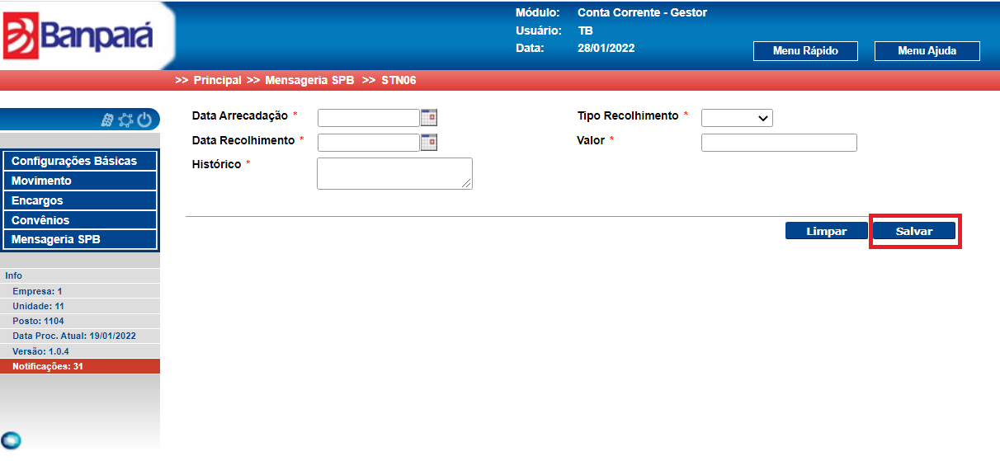 Banpará
Módulo: Conta Corrente - Gestor
Usuário: TB
Data: 28/01/2022
Menu Rápido Menu Ajuda
>> Principal >> Mensageria SPB >> STN06
Data Arrecadação * Tipo Recolhimento *
Data Recolhimento * Valor *
Histórico *
Limpar Salvar
Configurações Básicas
Movimento
Encargos
Convênios
Mensageria SPB
Info
Empresa: 1
Unidade: 11
Posto: 1104
Data Proc. Atual: 19/01/2022
Versão: 1.0.4
Notificações: 31